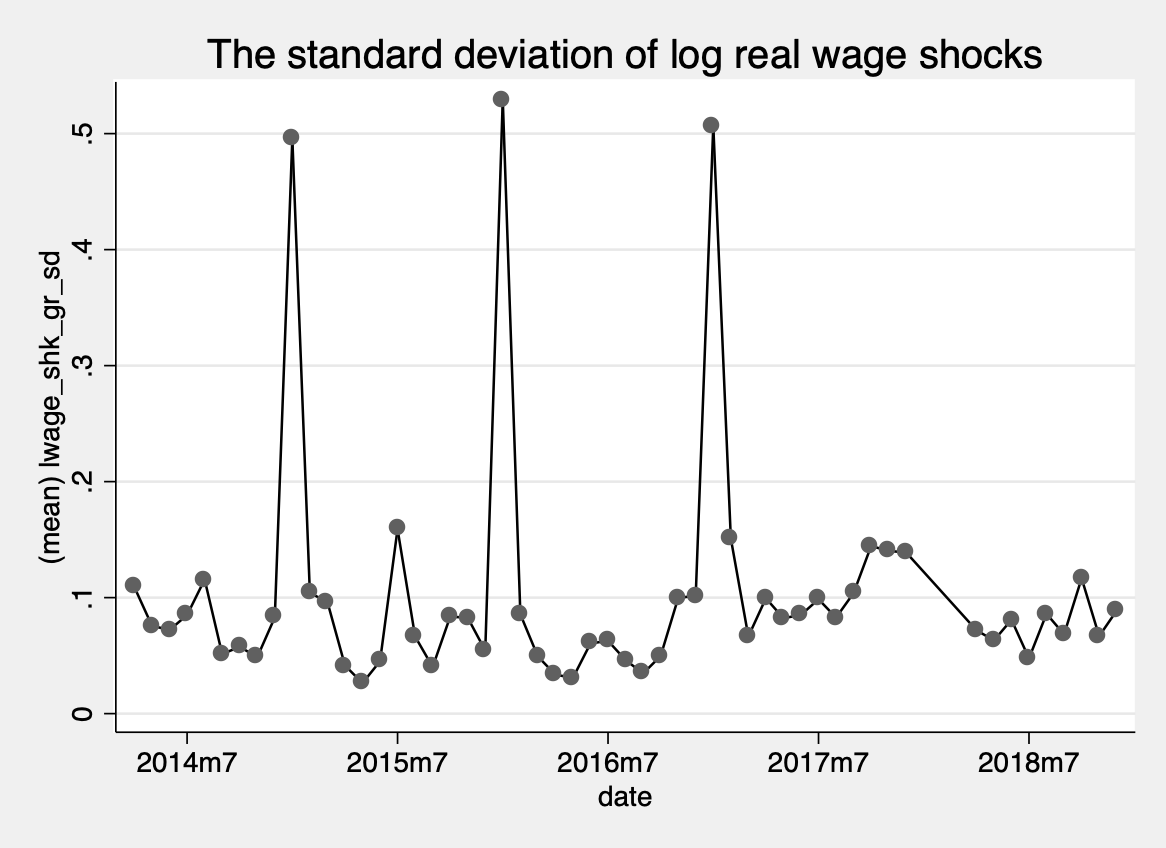 The standard deviation of log real wage shocks
(mean) lwage_shk_gr_sd
.5
.4
.3
.2
.1
0
2014m7 2015m7 2016m7 2017m7 2018m7
date